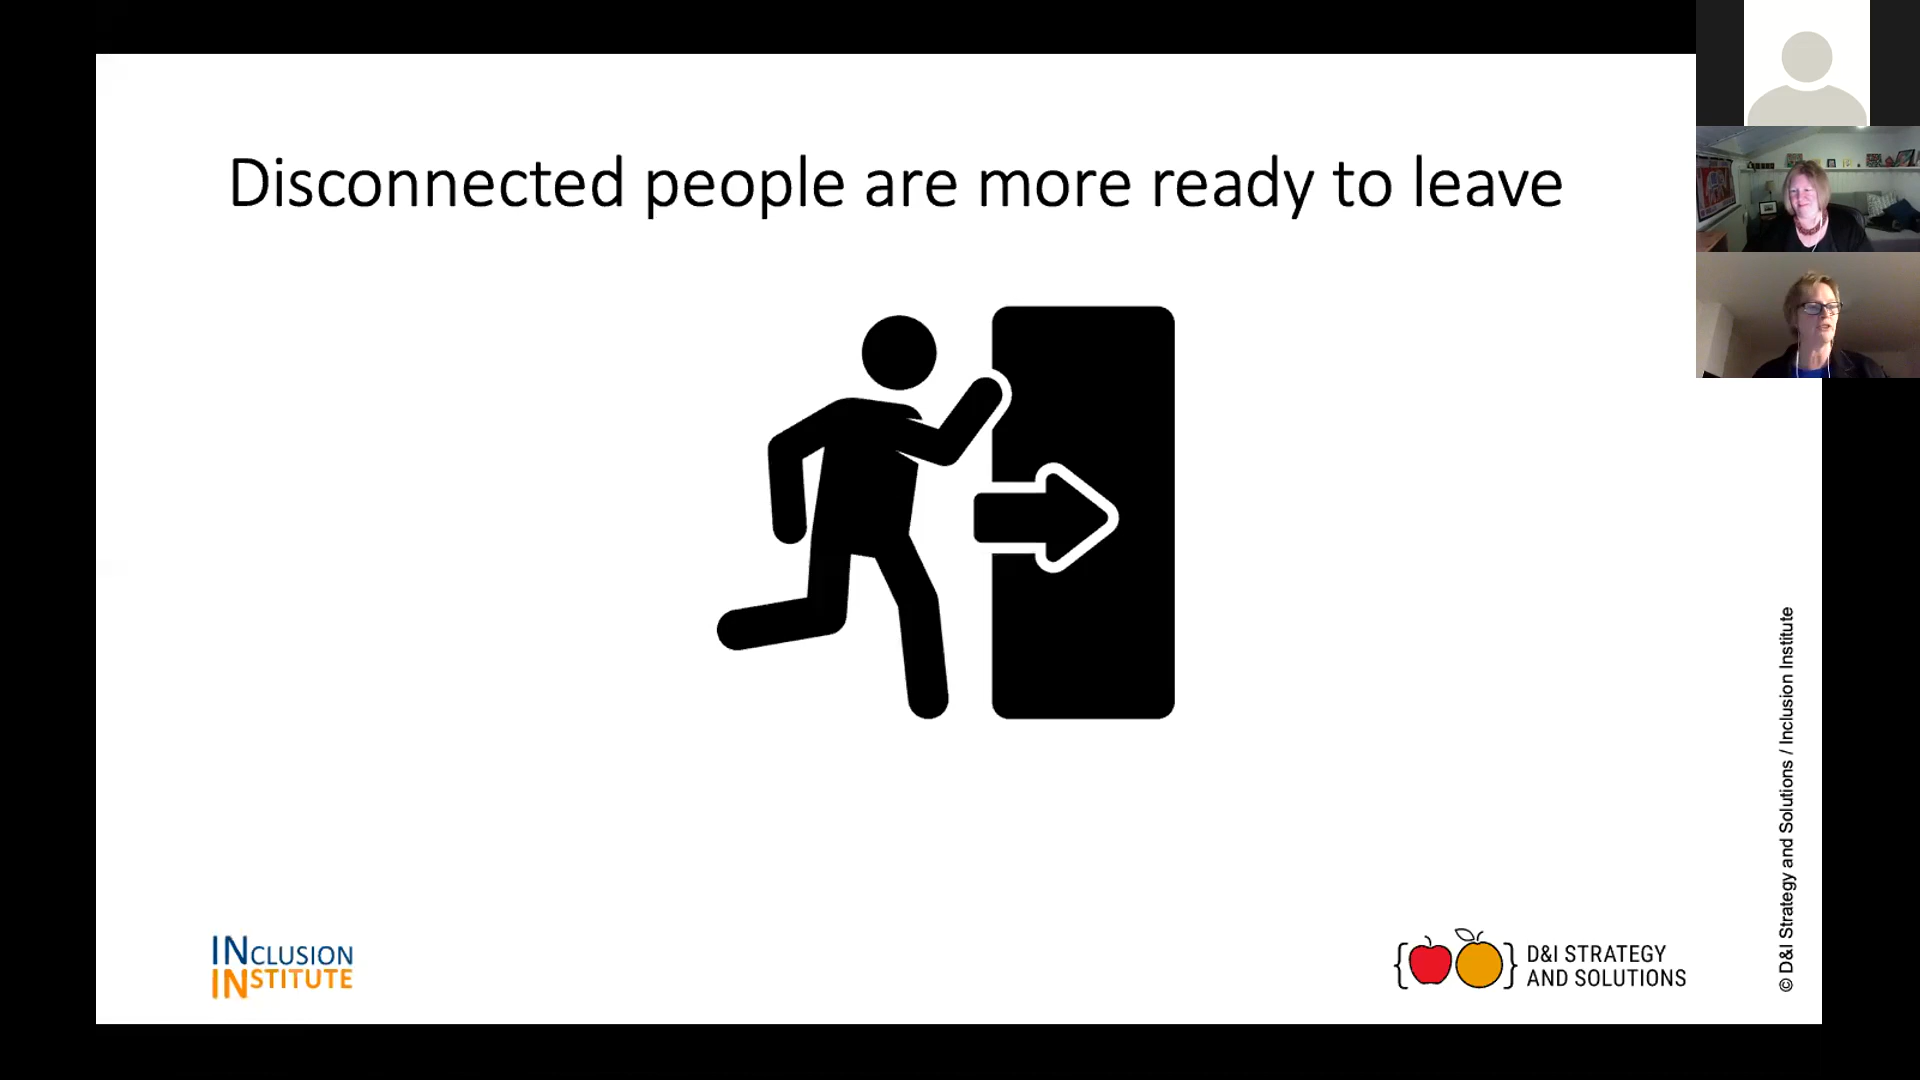 Disconnected people are more ready to leave
INCLUSION
INSTITUTE
D&I STRATEGY
AND SOLUTIONS
© D&I Strategy and Solutions / Inclusion Institute